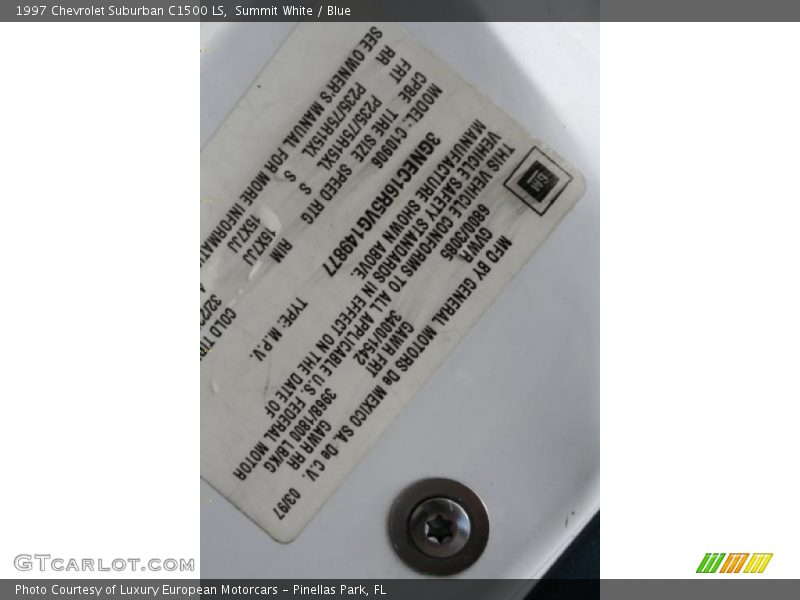 1997 Chevrolet Suburban C1500 LS, Summit White / Blue
GM
MFD BY GENERAL MOTORS De MEXICO SA. De C.V. 03/97
GVWR GAWR FRT GAWR RR
6800/3085 3400/1542 3968/1800 LB/KG
THIS VEHICLE CONFORMS TO ALL APPLICABLE U.S. FEDERAL MOTOR
VEHICLE SAFETY STANDARDS IN EFFECT ON THE DATE OF
MANUFACTURE SHOWN ABOVE.
3GNEC16R5VG149877 TYPE: M.P.V.
MODEL: C10906
CPBE TIRE SIZE SPEED RTG RIM COLD
FRT P235/75R15XL S 15X7JJ
RR P235/75R15XL S 15X7JJ
SEE OWNER'S MANUAL FOR MORE
GTCARLOT.COM
Photo Courtesy of Luxury European Motorcars - Pinellas Park, FL